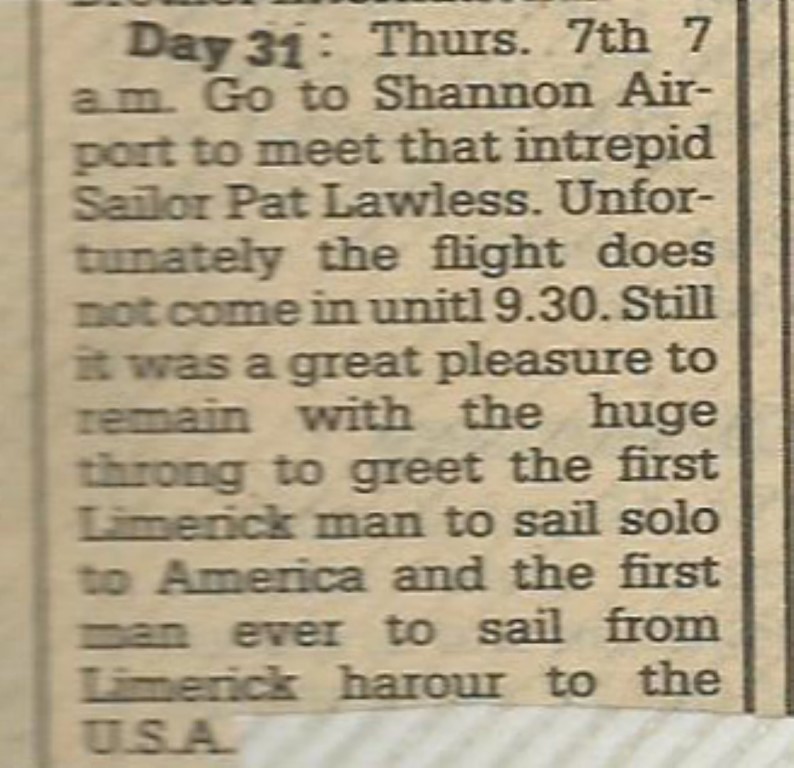 Day 31: Thurs. 7th 7
a.m. Go to Shannon Air-
port to meet that intrepid
Sailor Pat Lawless. Unfor-
tunately the flight does
not come in unitl 9.30. Still
it was a great pleasure to
remain with the huge
throng to greet the first
Limerick man to sail solo
to America and the first
man ever to sail from
Limerick harour to the
U.S.A.